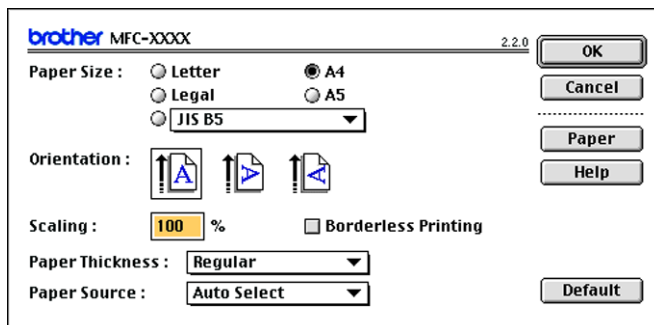 brother MFC-XXXX 2.2.0
OK
Paper Size : Letter A4
Cancel
Legal A5
JIS B5
Paper
Orientation : A A A
Help
Scaling : 100 % Borderless Printing
Paper Thickness : Regular
Paper Source : Auto Select
Default